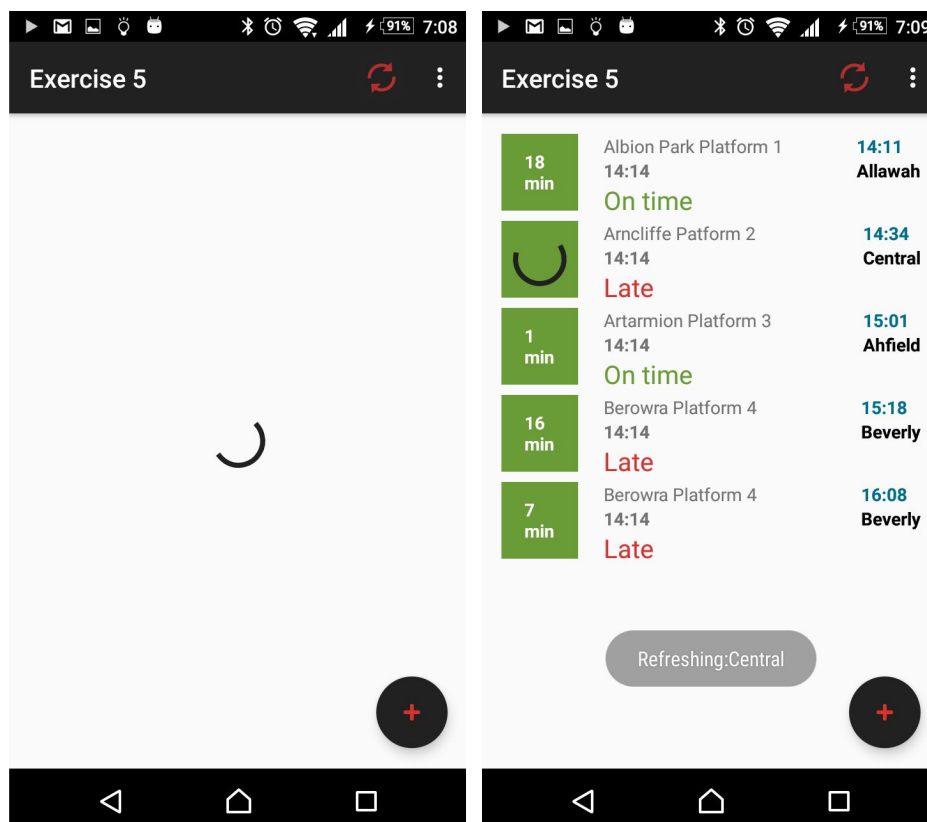 91% 7:08
Exercise 5
91% 7:09
Exercise 5
18
min
Albion Park Platform 1
14:14
On time
14:11
Allawah
Arncliffe Patform 2
14:14
Late
14:34
Central
1
min
Artarmion Platform 3
14:14
On time
15:01
Ahfield
16
min
Berowra Platform 4
14:14
Late
15:18
Beverly
7
min
Berowra Platform 4
14:14
Late
16:08
Beverly
Refreshing:Central